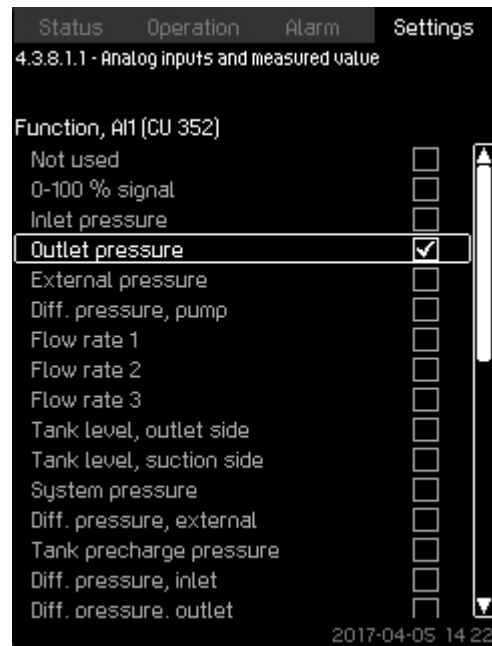 Status Operation Alarm Settings
4.3.8.1.1 - Analog inputs and measured value
Function, AI1 (CU 352)
Not used
0-100 % signal
Inlet pressure
Outlet pressure
External pressure
Diff. pressure, pump
Flow rate 1
Flow rate 2
Flow rate 3
Tank level, outlet side
Tank level, suction side
System pressure
Diff. pressure, external
Tank precharge pressure
Diff. pressure, inlet
Diff. pressure, outlet
2017-04-05 14:22